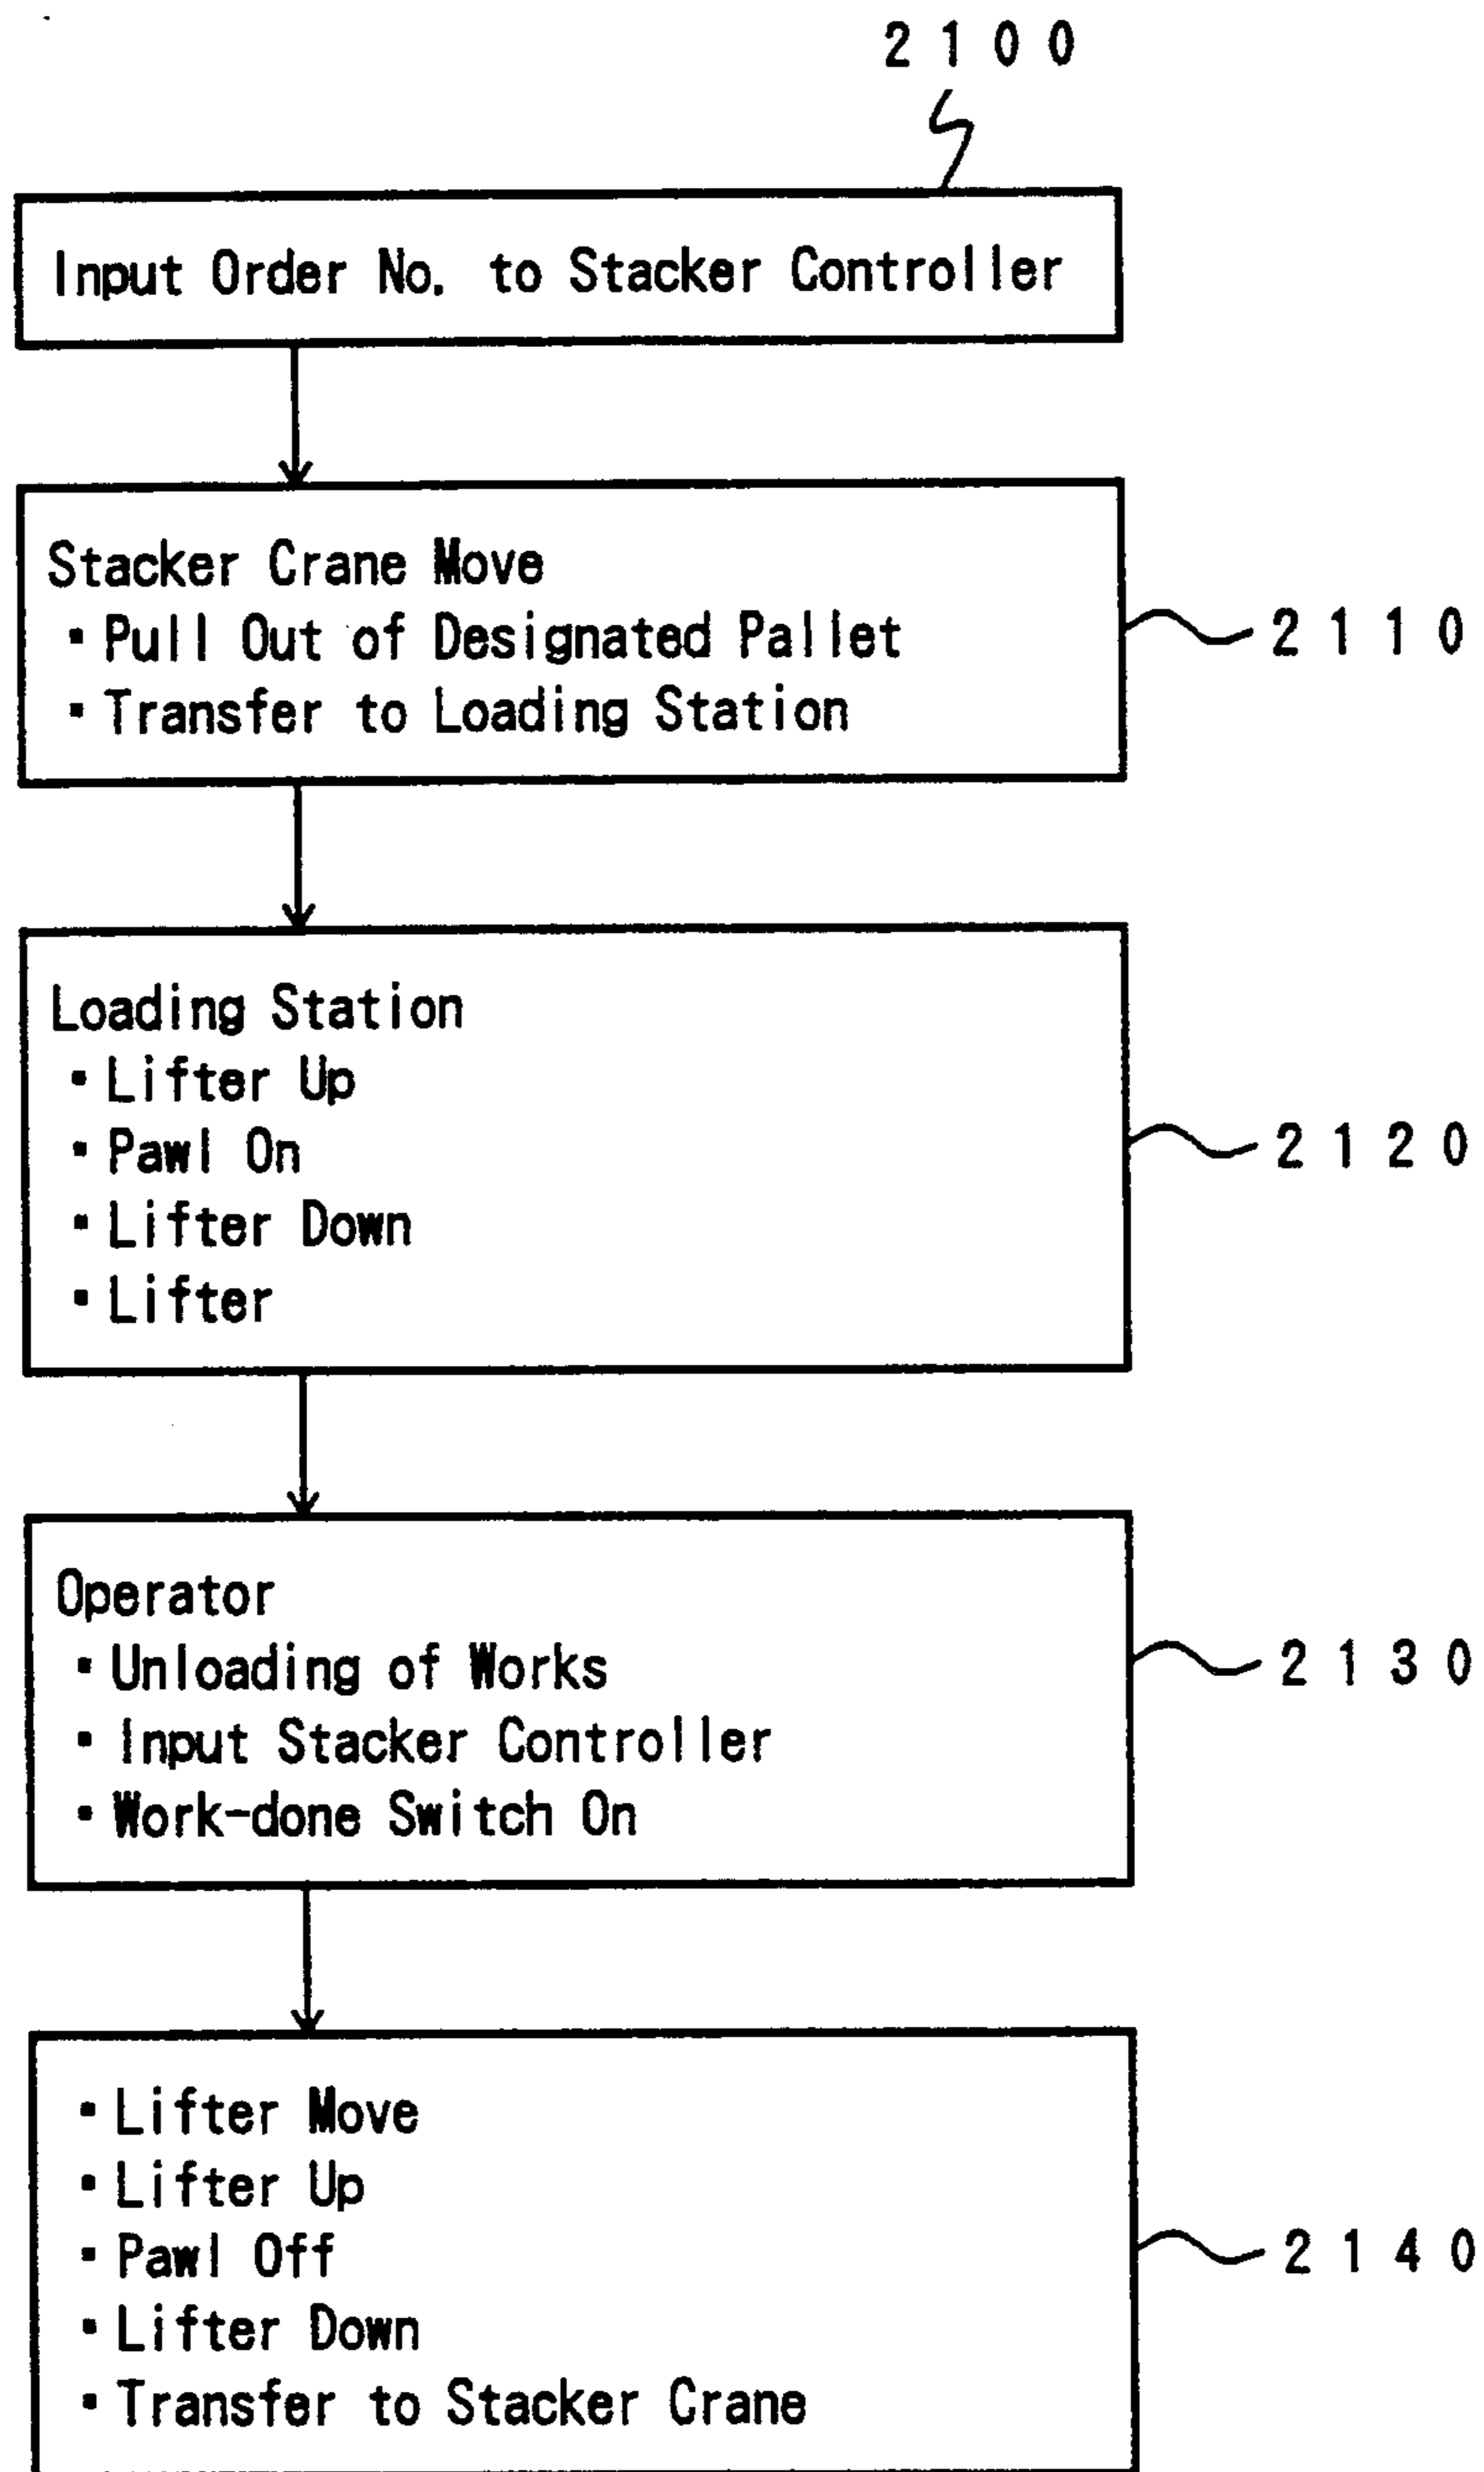 2100
Input Order No. to Stacker Controller
Stacker Crane Move
・Pull Out of Designated Pallet
・Transfer to Loading Station
2110
Loading Station
・Lifter Up
・Pawl On
・Lifter Down
・Lifter
2120
Operator
・Unloading of Works
・Input Stacker Controller
・Work-done Switch On
2130
・Lifter Move
・Lifter Up
・Pawl Off
・Lifter Down
・Transfer to Stacker Crane
2140